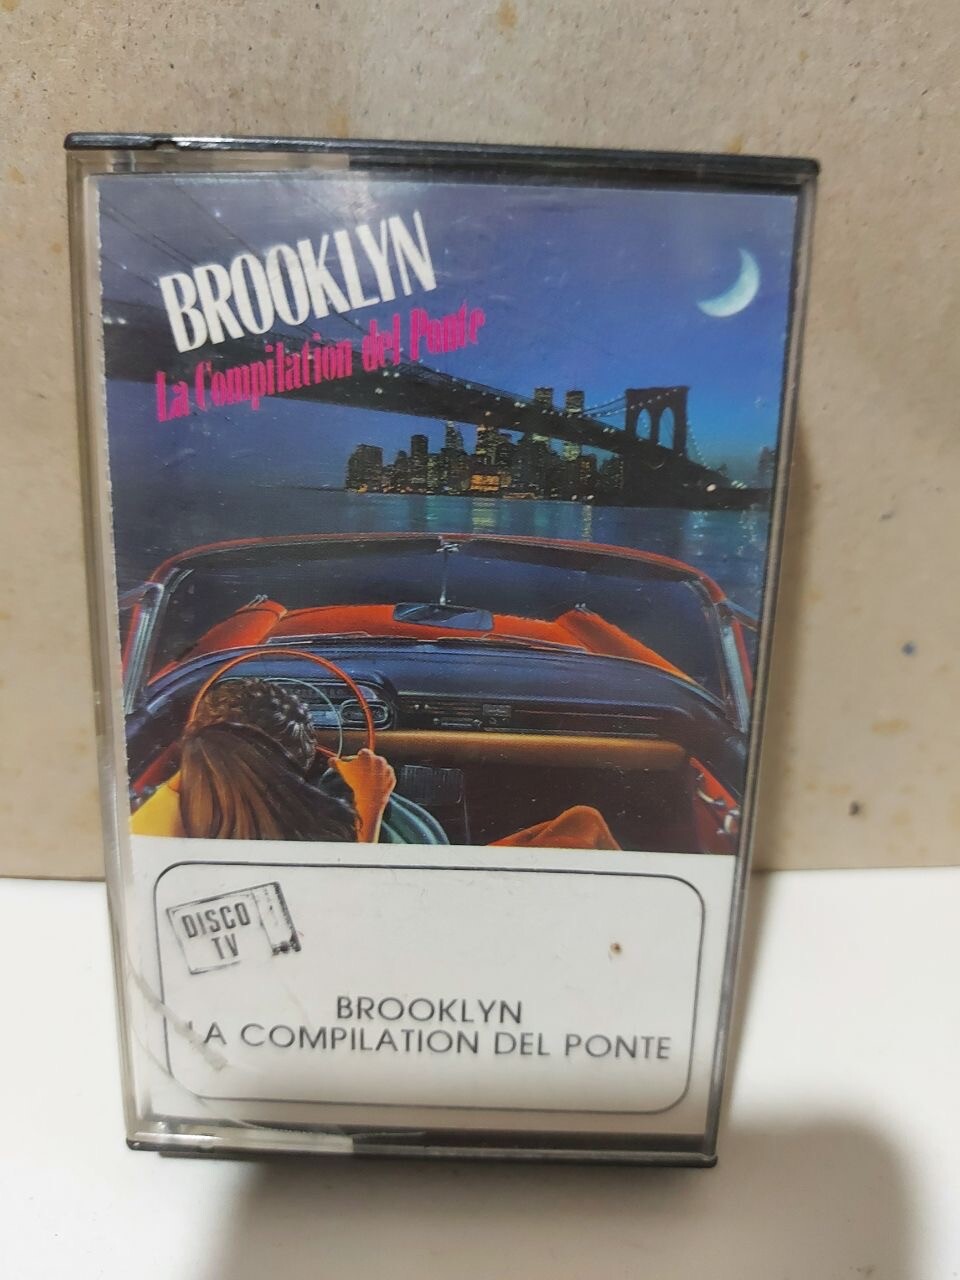 BROOKLYN
La Compilation del Ponte
DISCO
TV
BROOKLYN
LA COMPILATION DEL PONTE